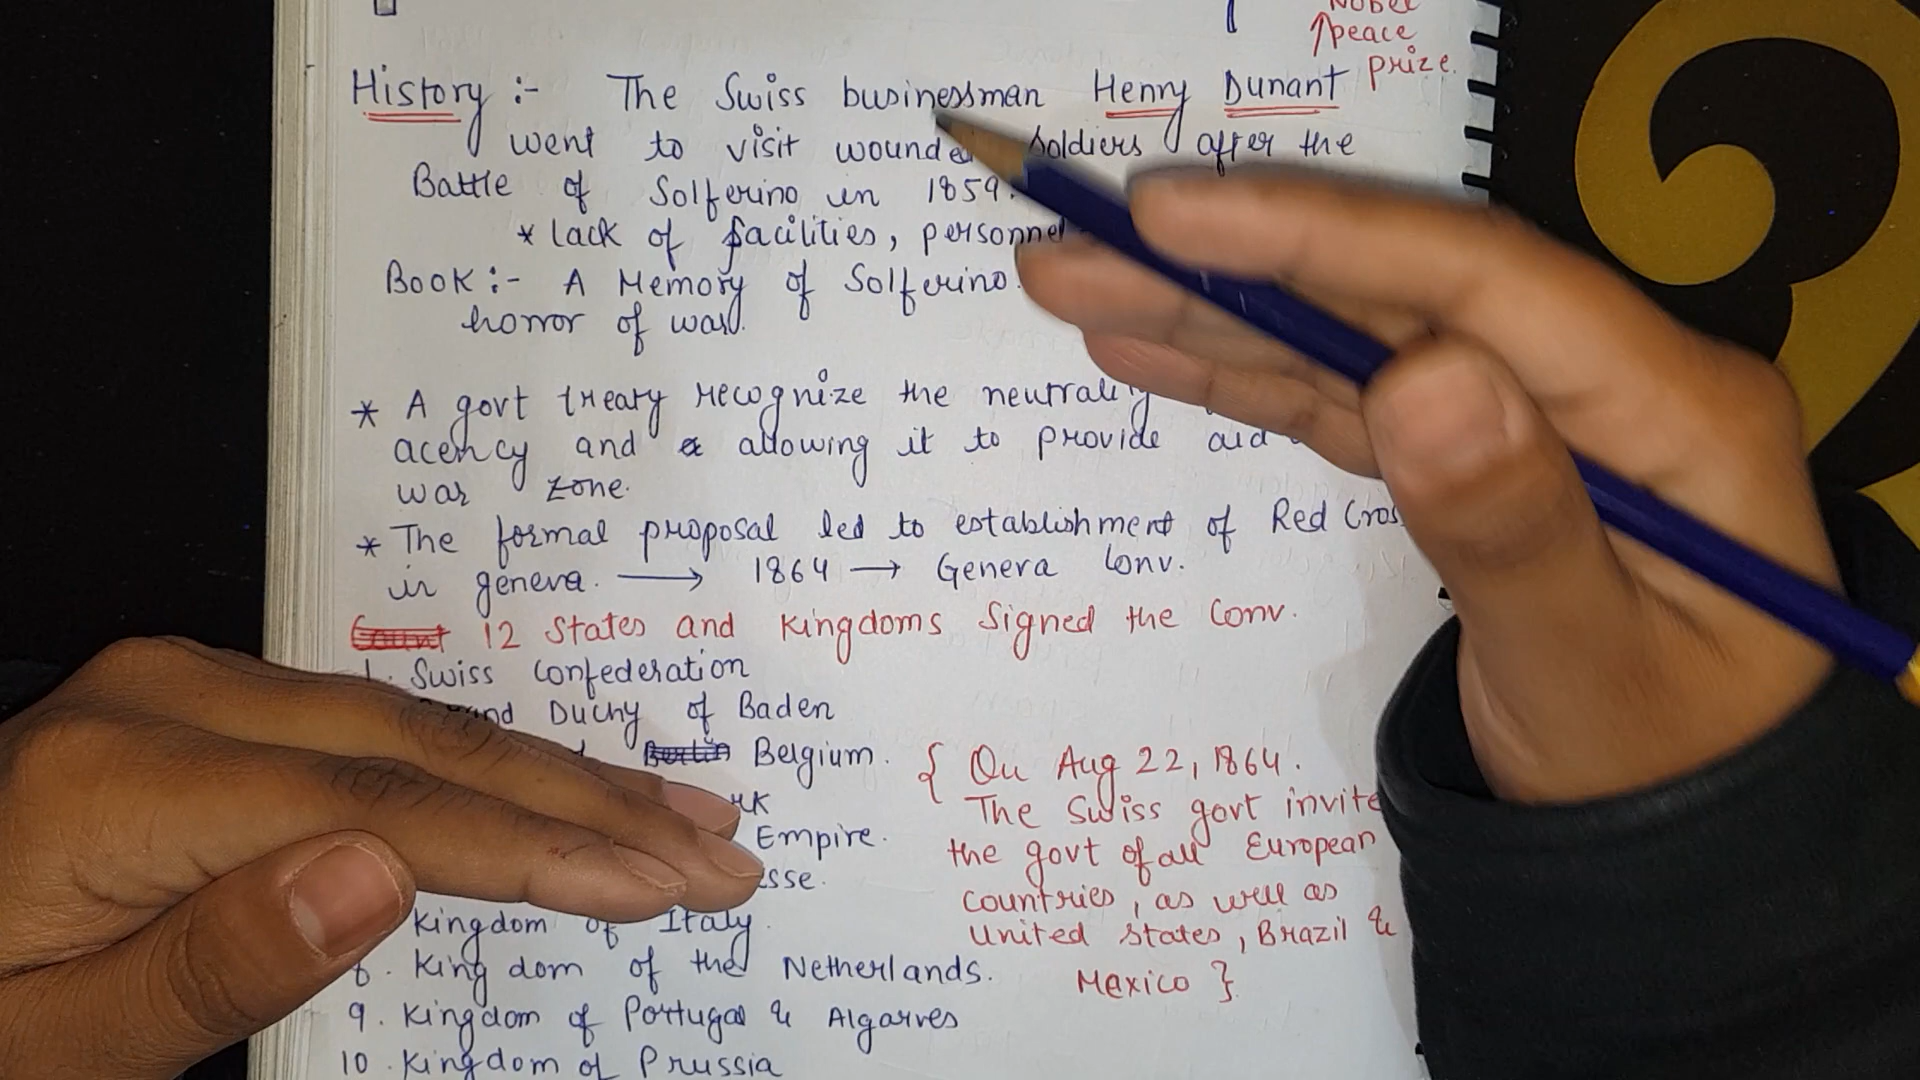 Nobel
↑peace
prize.
History :- The Swiss businessman Henry Dunant
went to visit wounded soldiers after the
Battle of Solferino in 1859.
* lack of facilities, personnel
Book :- A Memory of Solferino.
horror of war.
* A govt treaty recognize the
acency and allowing it to provide aid
war zone.
* The formal proposal led to establishment of Red Cros
in geneva. → 1864 → Geneva Conv.
12 States and Kingdoms Signed the Conv.
1. Swiss Confederation
Duchy of Baden
Belgium.
Empire.
Kingdom of Italy.
8. Kingdom of the Netherlands.
9. Kingdom of Portugal & Algarves
10. Kingdom of Prussia
{ On Aug 22, 1864.
The Swiss govt invite
the govt of all European
countries, as well as
United States, Brazil &
Mexico }